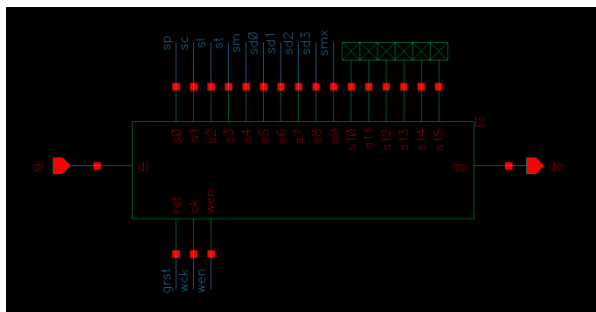 sp sc sl st sm sd0 sd1 sd2 sd3 smx
s0 s1 s2 s3 s4 s5 s6 s7 s8 s9 s10 s11 s12 s13 s14 s15
di di do do
rst ck wen
grst wck wen